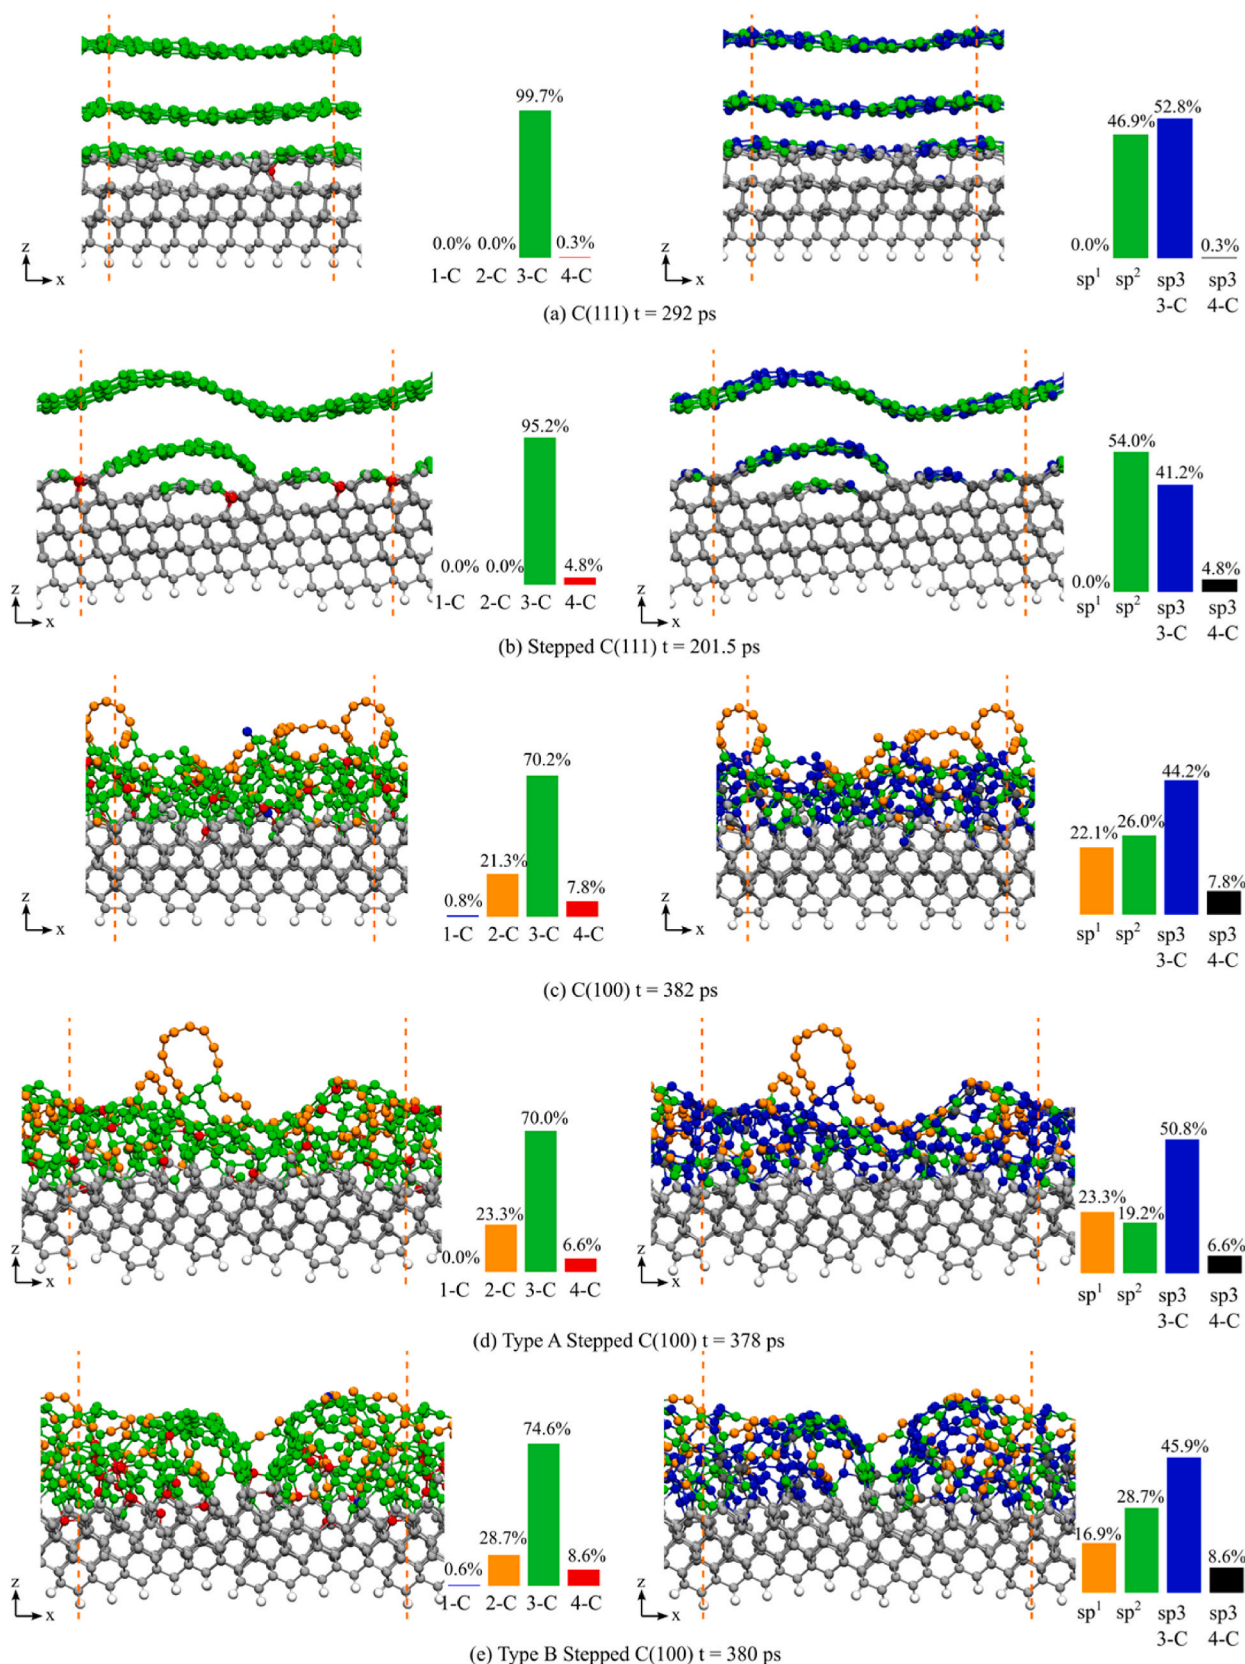 99.7%
0.0% 0.0% 0.3%
1-C 2-C 3-C 4-C
z
x
52.8%
46.9%
0.0% 0.3%
sp¹ sp² sp3 sp3
3-C 4-C
z
x
(a) C(111) t = 292 ps
95.2%
0.0% 0.0% 4.8%
1-C 2-C 3-C 4-C
z
x
54.0%
41.2%
0.0% 4.8%
sp¹ sp² sp3 sp3
3-C 4-C
z
x
(b) Stepped C(111) t = 201.5 ps
70.2%
21.3%
0.8% 7.8%
1-C 2-C 3-C 4-C
z
x
44.2%
22.1% 26.0%
7.8%
sp¹ sp² sp3 sp3
3-C 4-C
z
x
(c) C(100) t = 382 ps
70.0%
23.3%
0.0% 6.6%
1-C 2-C 3-C 4-C
z
x
50.8%
23.3% 19.2%
6.6%
sp¹ sp² sp3 sp3
3-C 4-C
z
x
(d) Type A Stepped C(100) t = 378 ps
74.6%
28.7%
0.6% 8.6%
1-C 2-C 3-C 4-C
z
x
45.9%
28.7%
16.9% 8.6%
sp¹ sp² sp3 sp3
3-C 4-C
z
x
(e) Type B Stepped C(100) t = 380 ps